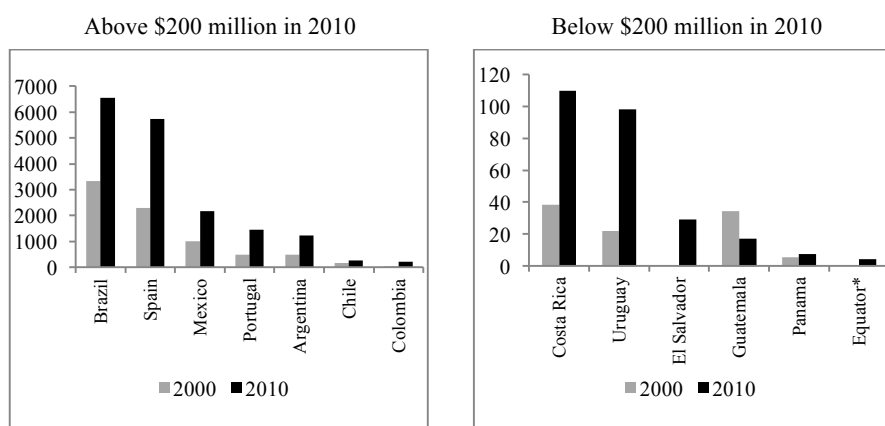 Above $200 million in 2010
7000
6000
5000
4000
3000
2000
1000
0
Brazil
Spain
Mexico
Portugal
Argentina
Chile
Colombia
2000 2010
Below $200 million in 2010
120
100
80
60
40
20
0
Costa Rica
Uruguay
El Salvador
Guatemala
Panama
Equator*
2000 2010